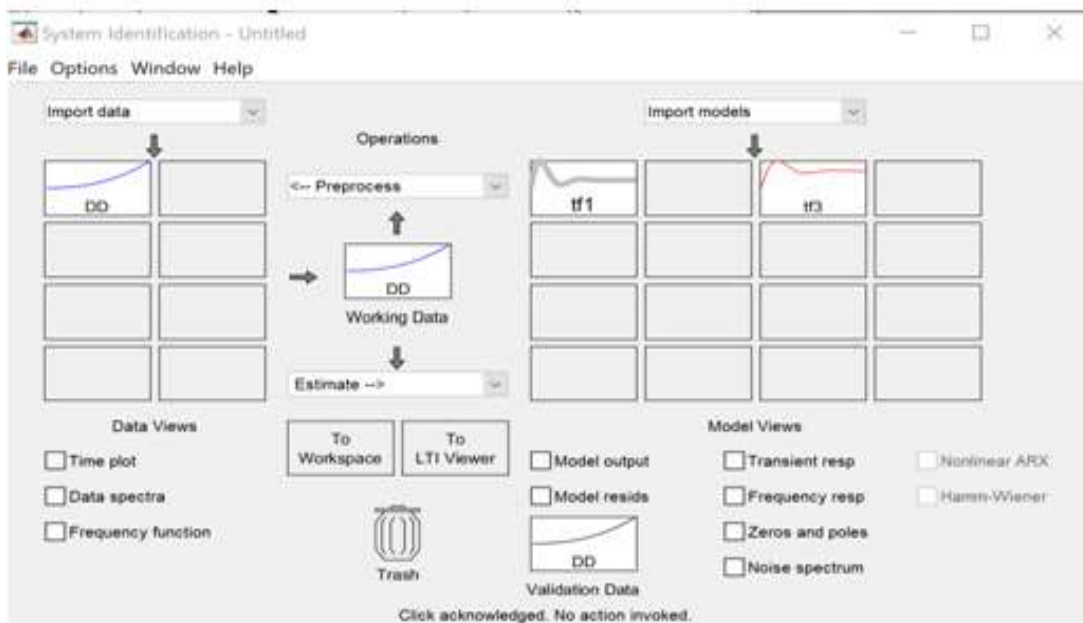 System Identification - Untitled
File Options Window Help
Import data
Import models
Operations
<-- Preprocess
DD
tf1
tf3
DD
Working Data
Estimate -->
Data Views
Model Views
To Workspace
To LTI Viewer
Time plot
Data spectra
Frequency function
Trash
Model output
Model resids
Transient resp
Frequency resp
Zeros and poles
Noise spectrum
Nonlinear ARX
Hamm-Wiener
DD
Validation Data
Click acknowledged. No action invoked.